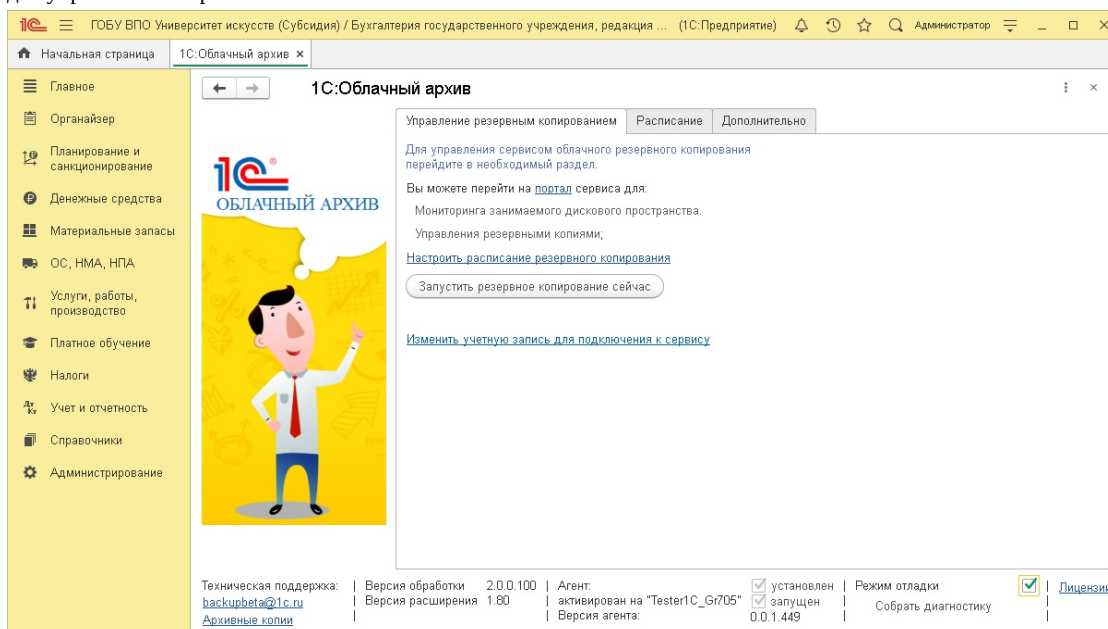 1С ГОБУ ВПО Университет искусств (Субсидия) / Бухгалтерия государственного учреждения, редакция ... (1С:Предприятие) Администратор
Начальная страница 1С:Облачный архив ×
Главное
Органайзер
Планирование и
санкционирование
Денежные средства
Материальные запасы
ОС, НМА, НПА
Услуги, работы,
производство
Платное обучение
Налоги
Учет и отчетность
Справочники
Администрирование
1С:Облачный архив
1С
ОБЛАЧНЫЙ АРХИВ
Управление резервным копированием Расписание Дополнительно
Для управления сервисом облачного резервного копирования
перейдите в необходимый раздел.
Вы можете перейти на портал сервиса для:
Мониторинга занимаемого дискового пространства.
Управления резервными копиями;
Настроить расписание резервного копирования
Запустить резервное копирование сейчас
Изменить учетную запись для подключения к сервису
Техническая поддержка:
backupbeta@1c.ru
Архивные копии
Версия обработки 2.0.0.100
Версия расширения 1.80
Агент: установлен
активирован на "Tester1C_Gr705" запущен
Версия агента: 0.0.1.449
Режим отладки
Собрать диагностику
Лицензии